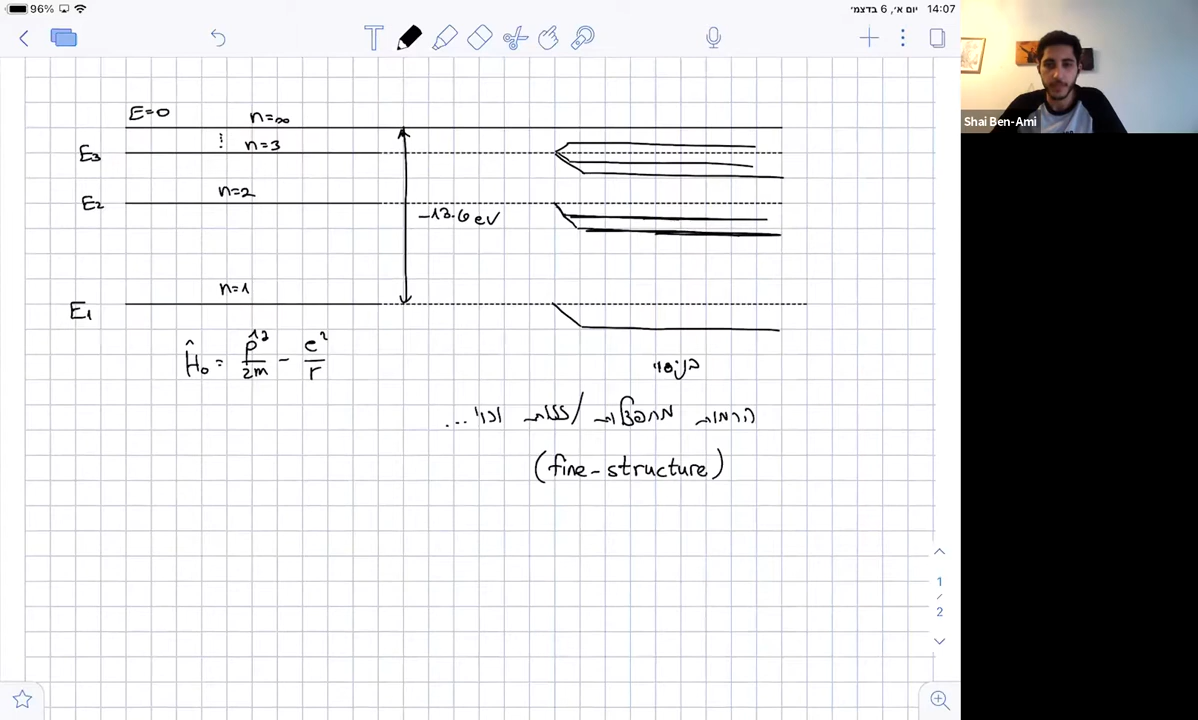 96%
יום א׳, 6 בדצמ׳ 14:07
T
Shai Ben-Ami
E=0 n=∞
E₃ n=3
E₂ n=2
-13.6 eV
E₁ n=1
Ĥ₀ = p̂²/2m - e²/r
בניסוי
הרמות מתפצלות/זזות וכו׳...
(fine-structure)
1
/
2